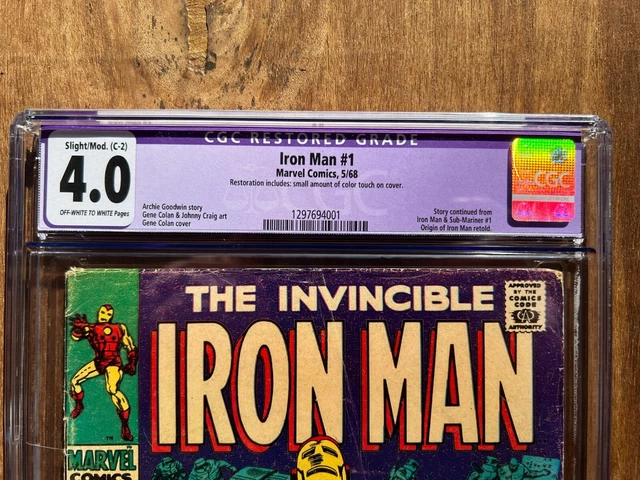 CGC RESTORED GRADE
Slight/Mod. (C-2)
4.0
OFF-WHITE TO WHITE Pages
Iron Man #1
Marvel Comics, 5/68
Restoration includes: small amount of color touch on cover.
Archie Goodwin story
Gene Colan & Johnny Craig art
Gene Colan cover
1297694001
Story continued from
Iron Man & Sub-Mariner #1
Origin of Iron Man retold.
CGC
THE INVINCIBLE
IRON MAN
APPROVED
BY THE
COMICS
CODE
CA
AUTHORITY
TM
MARVEL
COMICS